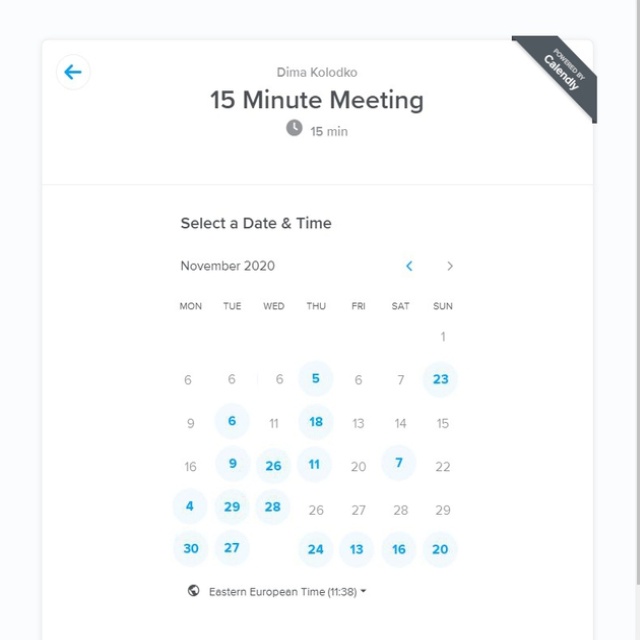 POWERED BY
Calendly
Dima Kolodko
15 Minute Meeting
15 min
Select a Date & Time
November 2020
MON TUE WED THU FRI SAT SUN
1
6 6 6 5 6 7 23
9 6 11 18 13 14 15
16 9 26 11 20 7 22
4 29 28 26 27 28 29
30 27 24 13 16 20
Eastern European Time (11:38)